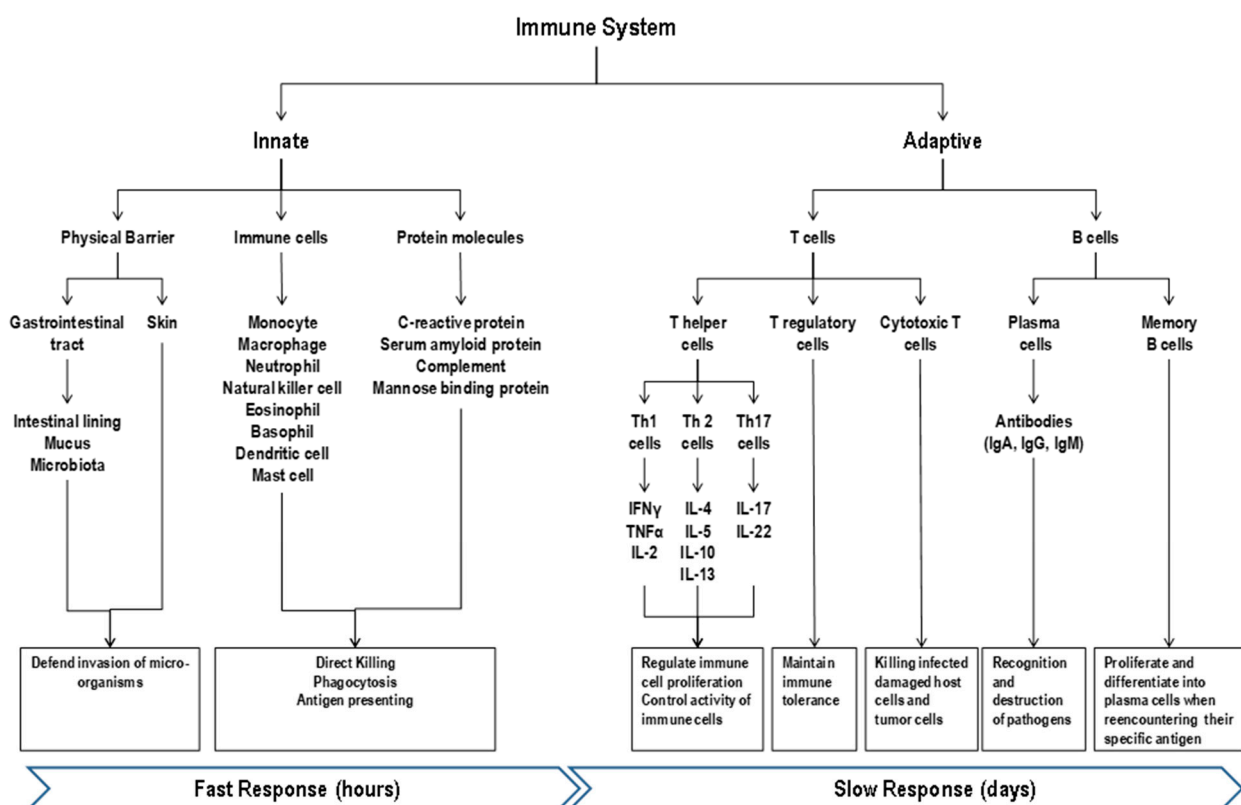 Immune System
Innate
Adaptive
Physical Barrier
Immune cells
Protein molecules
T cells
B cells
Gastrointestinal
tract
Skin
Monocyte
Macrophage
Neutrophil
Natural killer cell
Eosinophil
Basophil
Dendritic cell
Mast cell
C-reactive protein
Serum amyloid protein
Complement
Mannose binding protein
T helper
cells
T regulatory
cells
Cytotoxic T
cells
Plasma
cells
Memory
B cells
Intestinal lining
Mucus
Microbiota
Th1
cells
Th 2
cells
Th17
cells
Antibodies
(IgA, IgG, IgM)
IFNγ
TNFα
IL-2
IL-4
IL-5
IL-10
IL-13
IL-17
IL-22
Defend invasion of micro-
organisms
Direct Killing
Phagocytosis
Antigen presenting
Regulate immune
cell proliferation
Control activity of
immune cells
Maintain
immune
tolerance
Killing infected
damaged host
cells and
tumor cells
Recognition
and
destruction
of pathogens
Proliferate and
differentiate into
plasma cells when
reencountering their
specific antigen
Fast Response (hours)
Slow Response (days)